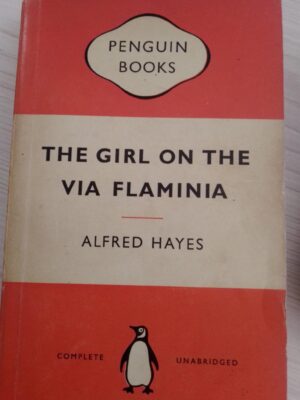 PENGUIN
BOOKS
THE GIRL ON THE
VIA FLAMINIA
ALFRED HAYES
COMPLETE UNABRIDGED